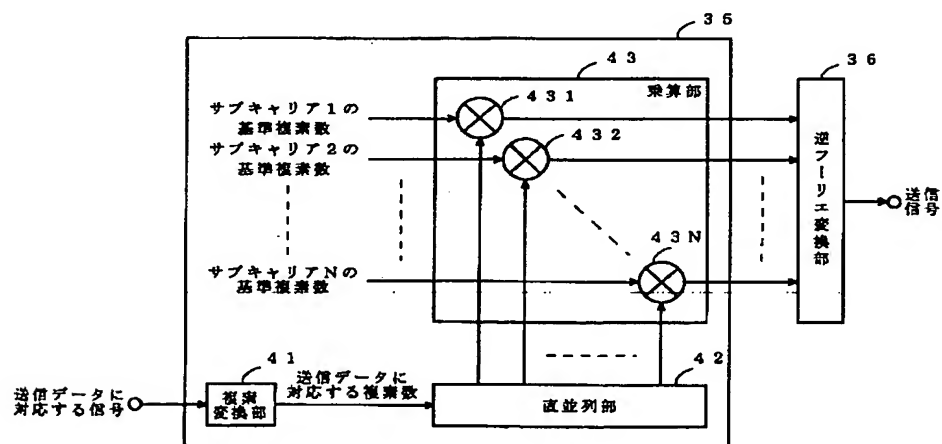 ３５
４３
３６
乗算部
４３１
サブキャリア１の
基準複素数
４３２
サブキャリア２の
基準複素数
逆フーリエ変換部
送信
信号
４３Ｎ
サブキャリアＮの
基準複素数
４１
送信データに
対応する複素数
４２
送信データに
対応する信号
複素
変換部
直並列部